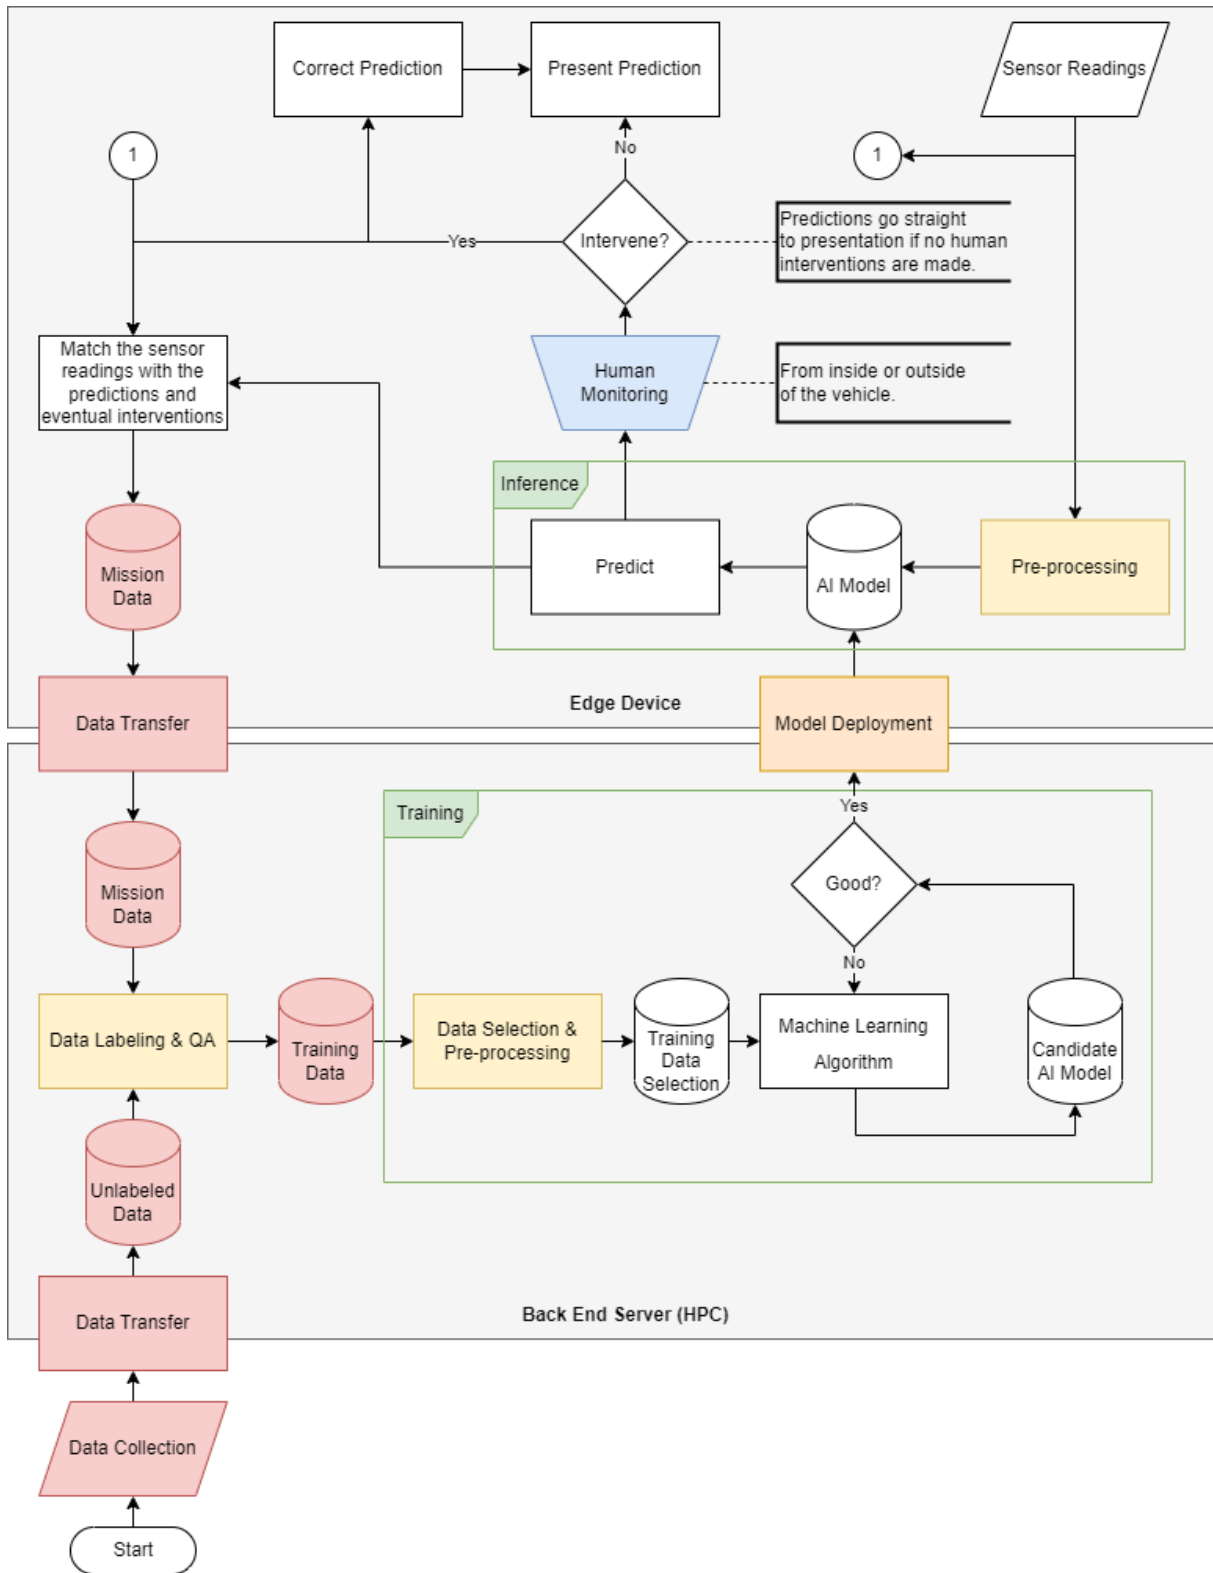 Correct Prediction
Present Prediction
Sensor Readings
1
1
No
Yes
Intervene?
Predictions go straight
to presentation if no human
interventions are made.
Match the sensor
readings with the
predictions and
eventual interventions
Human
Monitoring
From inside or outside
of the vehicle.
Inference
Mission
Data
Predict
AI Model
Pre-processing
Edge Device
Data Transfer
Model Deployment
Training
Yes
Mission
Data
Good?
No
Data Labeling & QA
Training
Data
Data Selection &
Pre-processing
Training
Data
Selection
Machine Learning
Algorithm
Candidate
AI Model
Unlabeled
Data
Data Transfer
Back End Server (HPC)
Data Collection
Start